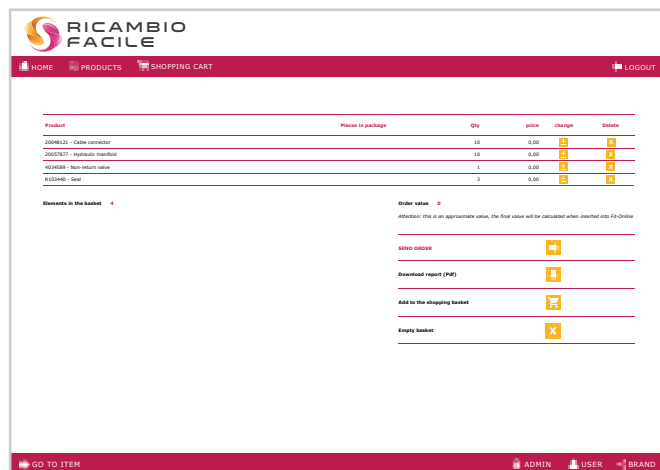 RICAMBIO
FACILE
HOME PRODUCTS SHOPPING CART LOGOUT
Product Pieces in package Qty price change Delete
20048121 - Cable connector 10 0,00 ± X
20057877 - Hydraulic manifold 10 0,00 ± X
4034589 - Non-return valve 1 0,00 ± X
R103440 - Seal 3 0,00 ± X
Elements in the basket 4 Order value 0
Attention: this is an approximate value, the final value will be calculated when inserted into Fit-Online
SEND ORDER
Download report (Pdf)
Add to the shopping basket
Empty basket X
GO TO ITEM ADMIN USER BRAND